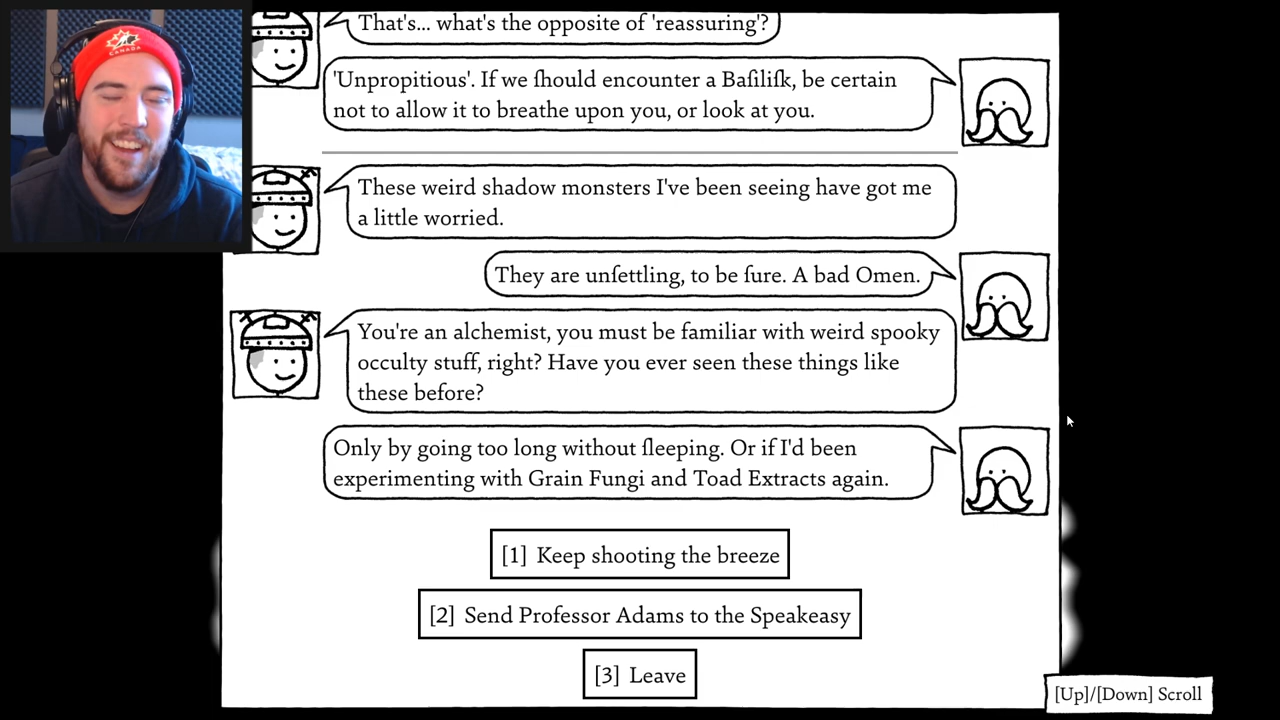 That's... what's the opposite of 'reassuring'?
CANADA
'Unpropitious'. If we ſhould encounter a Baſiliſk, be certain
not to allow it to breathe upon you, or look at you.
These weird shadow monsters I've been seeing have got me
a little worried.
They are unſettling, to be ſure. A bad Omen.
You're an alchemist, you must be familiar with weird spooky
occulty stuff, right? Have you ever seen these things like
these before?
Only by going too long without ſleeping. Or if I'd been
experimenting with Grain Fungi and Toad Extracts again.
[1] Keep shooting the breeze
[2] Send Professor Adams to the Speakeasy
[3] Leave
[Up]/[Down] Scroll